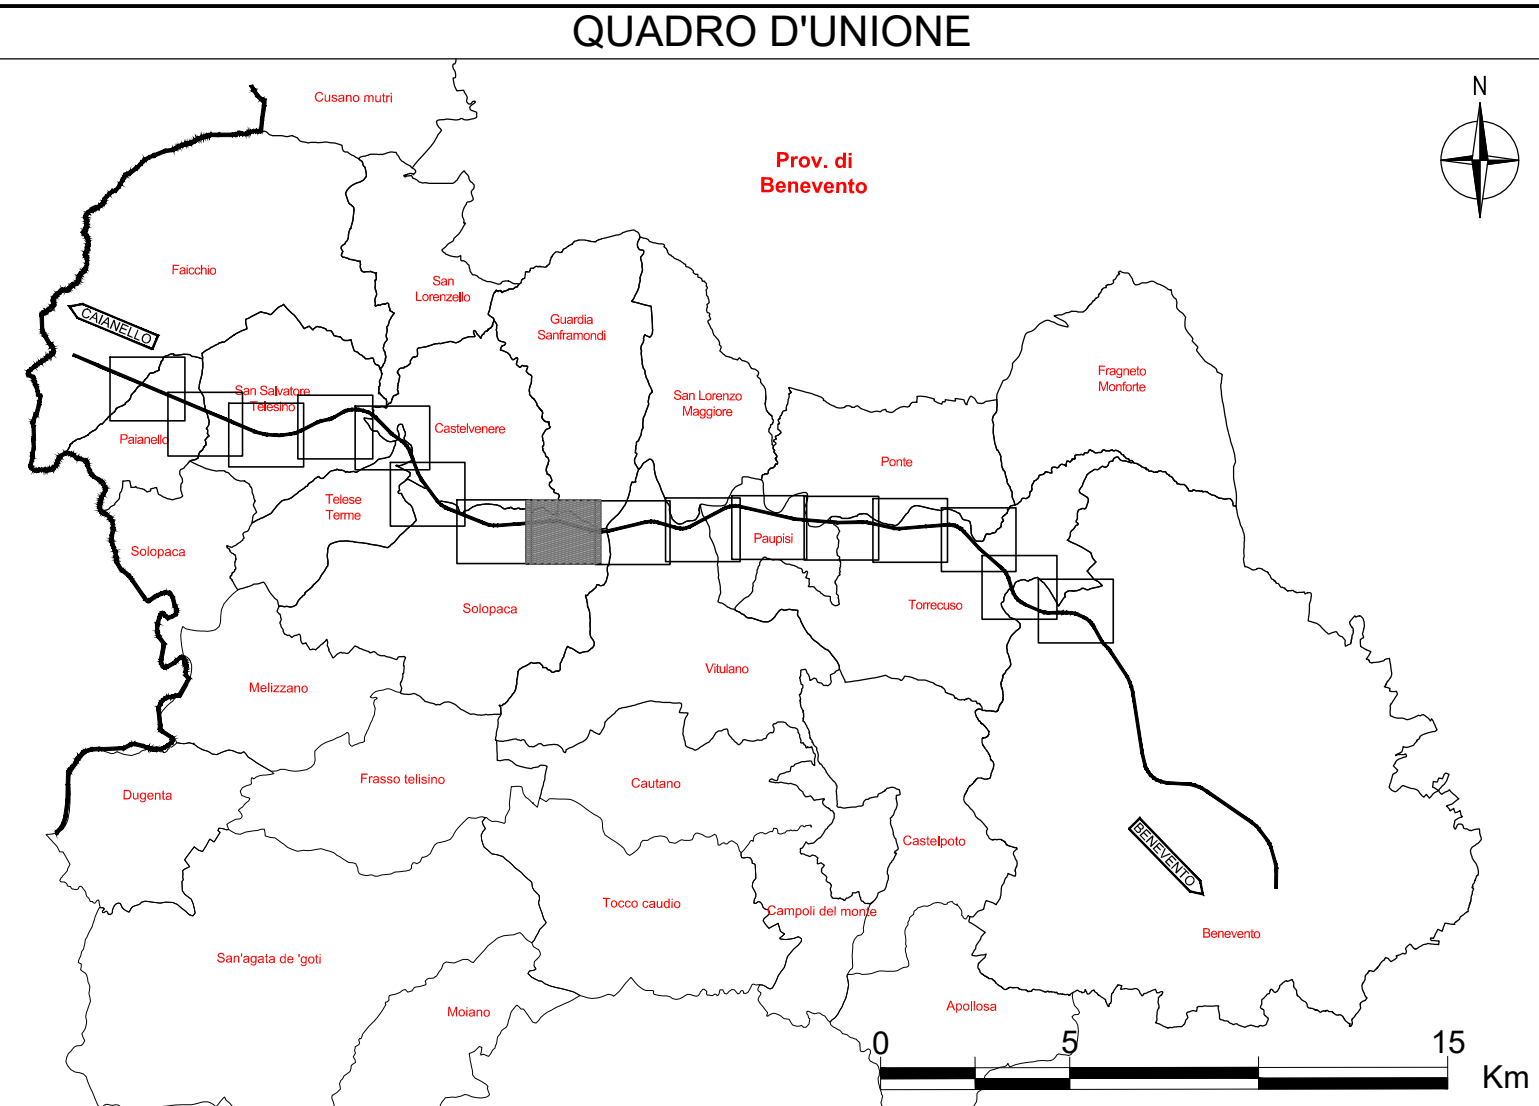 QUADRO D'UNIONE
N
Cusano mutri
Prov. di
Benevento
Faicchio
San
Lorenzello
CAIANELLO
Guardia
Sanframondi
Fragneto
Monforte
San Salvatore
Telesino
San Lorenzo
Maggiore
Paianello
Castelvenere
Ponte
Telese
Terme
Solopaca
Paupisi
Solopaca
Torrecuso
Melizzano
Vitulano
Frasso telisino
Cautano
Dugenta
Castelpoto
BENEVENTO
Tocco caudio
Campoli del monte
Benevento
San'agata de 'goti
Moiano
Apollosa
0 5 15
Km